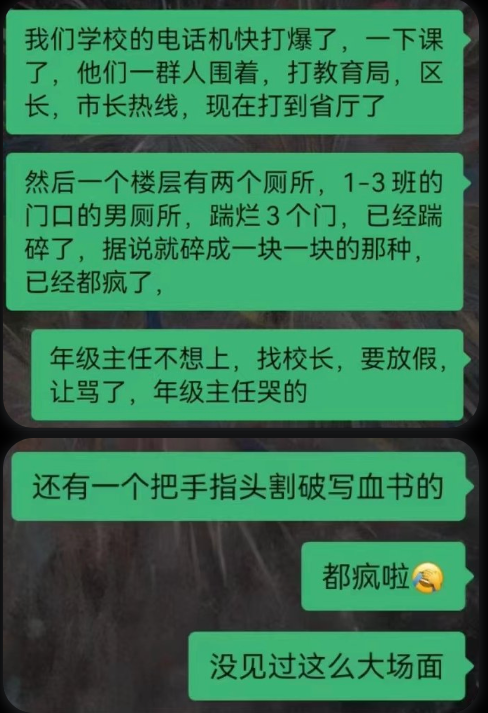 我们学校的电话机快打爆了，一下课
了，他们一群人围着，打教育局，区
长，市长热线，现在打到省厅了
然后一个楼层有两个厕所，1-3班的
门口的男厕所，踹烂3个门，已经踹
碎了，据说就碎成一块一块的那种，
已经都疯了，
年级主任不想上，找校长，要放假，
让骂了，年级主任哭的
还有一个把手指头割破写血书的
都疯啦🤣
没见过这么大场面